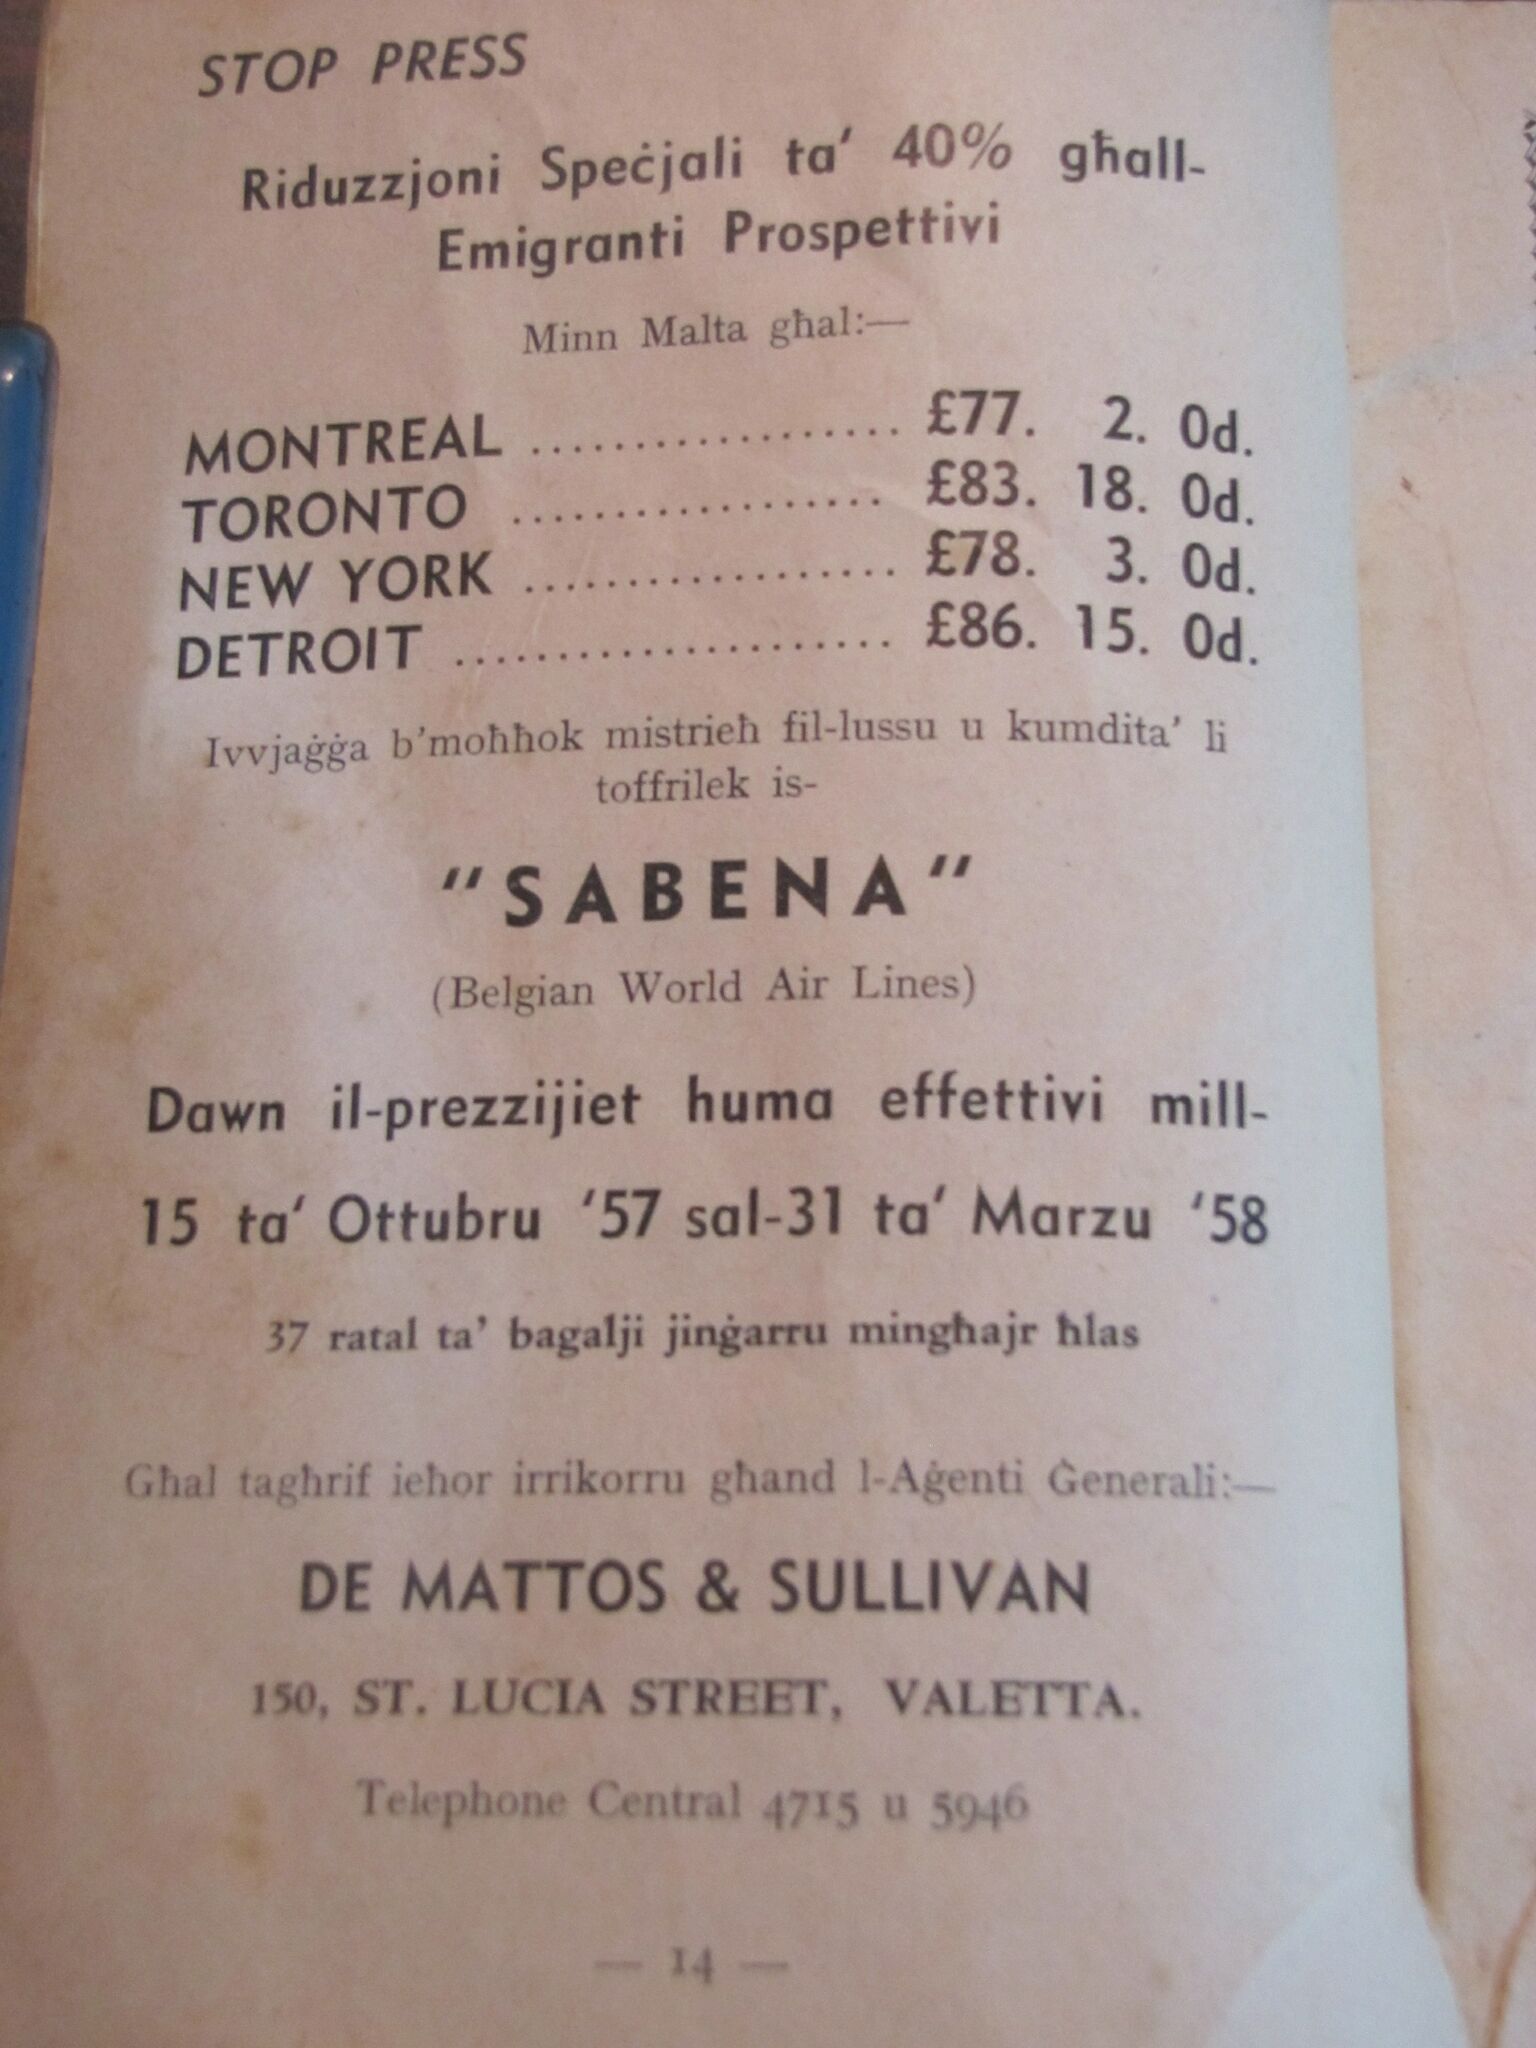 STOP PRESS
Riduzzjoni Speċjali ta' 40% għall-
Emigranti Prospettivi
Minn Malta għal:—
MONTREAL .................. £77. 2. 0d.
TORONTO .................. £83. 18. 0d.
NEW YORK .................. £78. 3. 0d.
DETROIT ...................... £86. 15. 0d.
Ivvjaġġa b'moħħok mistrieħ fil-lussu u kumdita' li
toffrilek is-
"SABENA"
(Belgian World Air Lines)
Dawn il-prezzijiet huma effettivi mill-
15 ta' Ottubru '57 sal-31 ta' Marzu '58
37 ratal ta' bagalji jinġarru mingħajr ħlas
Għal tagħrif ieħor irrikorru għand l-Aġenti Ġenerali:—
DE MATTOS & SULLIVAN
150, ST. LUCIA STREET, VALETTA.
Telephone Central 4715 u 5946
— 14 —